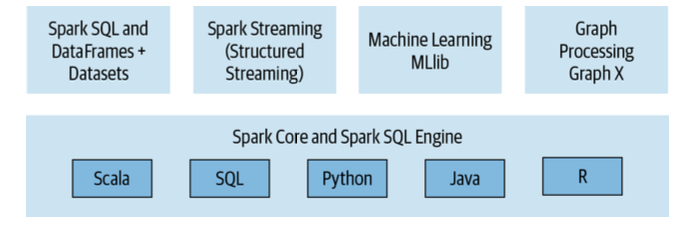 Spark SQL and
DataFrames +
Datasets
Spark Streaming
(Structured
Streaming)
Machine Learning
MLlib
Graph
Processing
Graph X
Spark Core and Spark SQL Engine
Scala
SQL
Python
Java
R